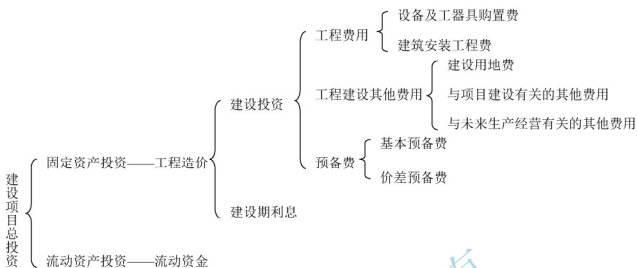 建设项目总投资
固定资产投资——工程造价
建设投资
工程费用
设备及工器具购置费
建筑安装工程费
工程建设其他费用
建设用地费
与项目建设有关的其他费用
与未来生产经营有关的其他费用
预备费
基本预备费
价差预备费
建设期利息
流动资产投资——流动资金